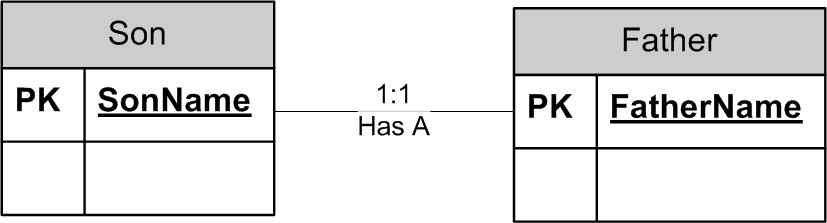 Son
PK SonName
1:1
Has A
Father
PK FatherName